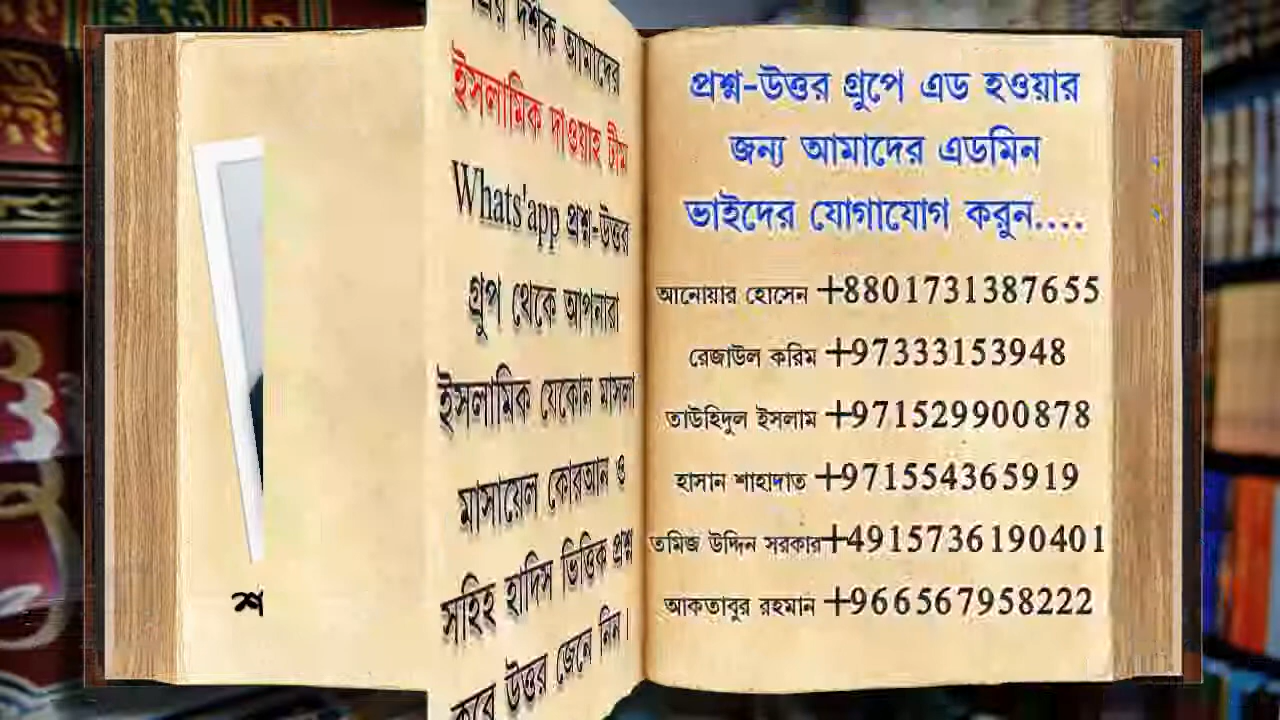 শ
প্রিয় দর্শক আমাদের
ইসলামিক দাওয়াহ টীম
Whats'app প্রশ্ন-উত্তর
গ্রুপ থেকে আপনারা
ইসলামিক যেকোন মাসলা
মাসায়েল কোরআন ও
সহিহ হাদিস ভিত্তিক প্রশ্ন
করে উত্তর জেনে নিন।
প্রশ্ন-উত্তর গ্রুপে এড হওয়ার
জন্য আমাদের এডমিন
ভাইদের যোগাযোগ করুন....
আনোয়ার হোসেন +8801731387655
রেজাউল করিম +97333153948
তাউহিদুল ইসলাম +971529900878
হাসান শাহাদাত +971554365919
তমিজ উদ্দিন সরকার+4915736190401
আকতাবুর রহমান +966567958222